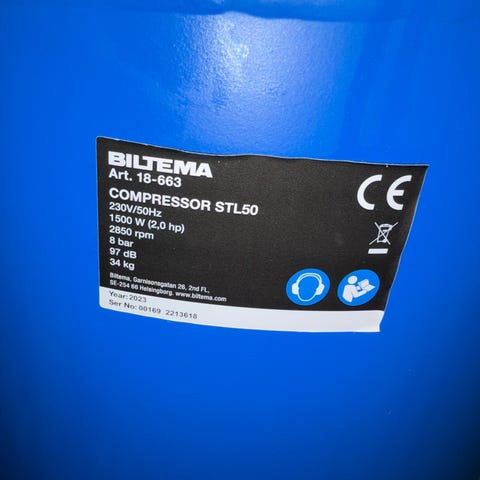 BILTEMA
Art. 18-663
COMPRESSOR STL50
230V/50Hz
1500 W (2,0 hp)
2850 rpm
8 bar
97 dB
34 kg
Biltema, Garnisonsgatan 26, 2nd FL,
SE-254 66 Helsingborg. www.biltema.com
Year: 2023
Ser No: 00169 2213618
CE